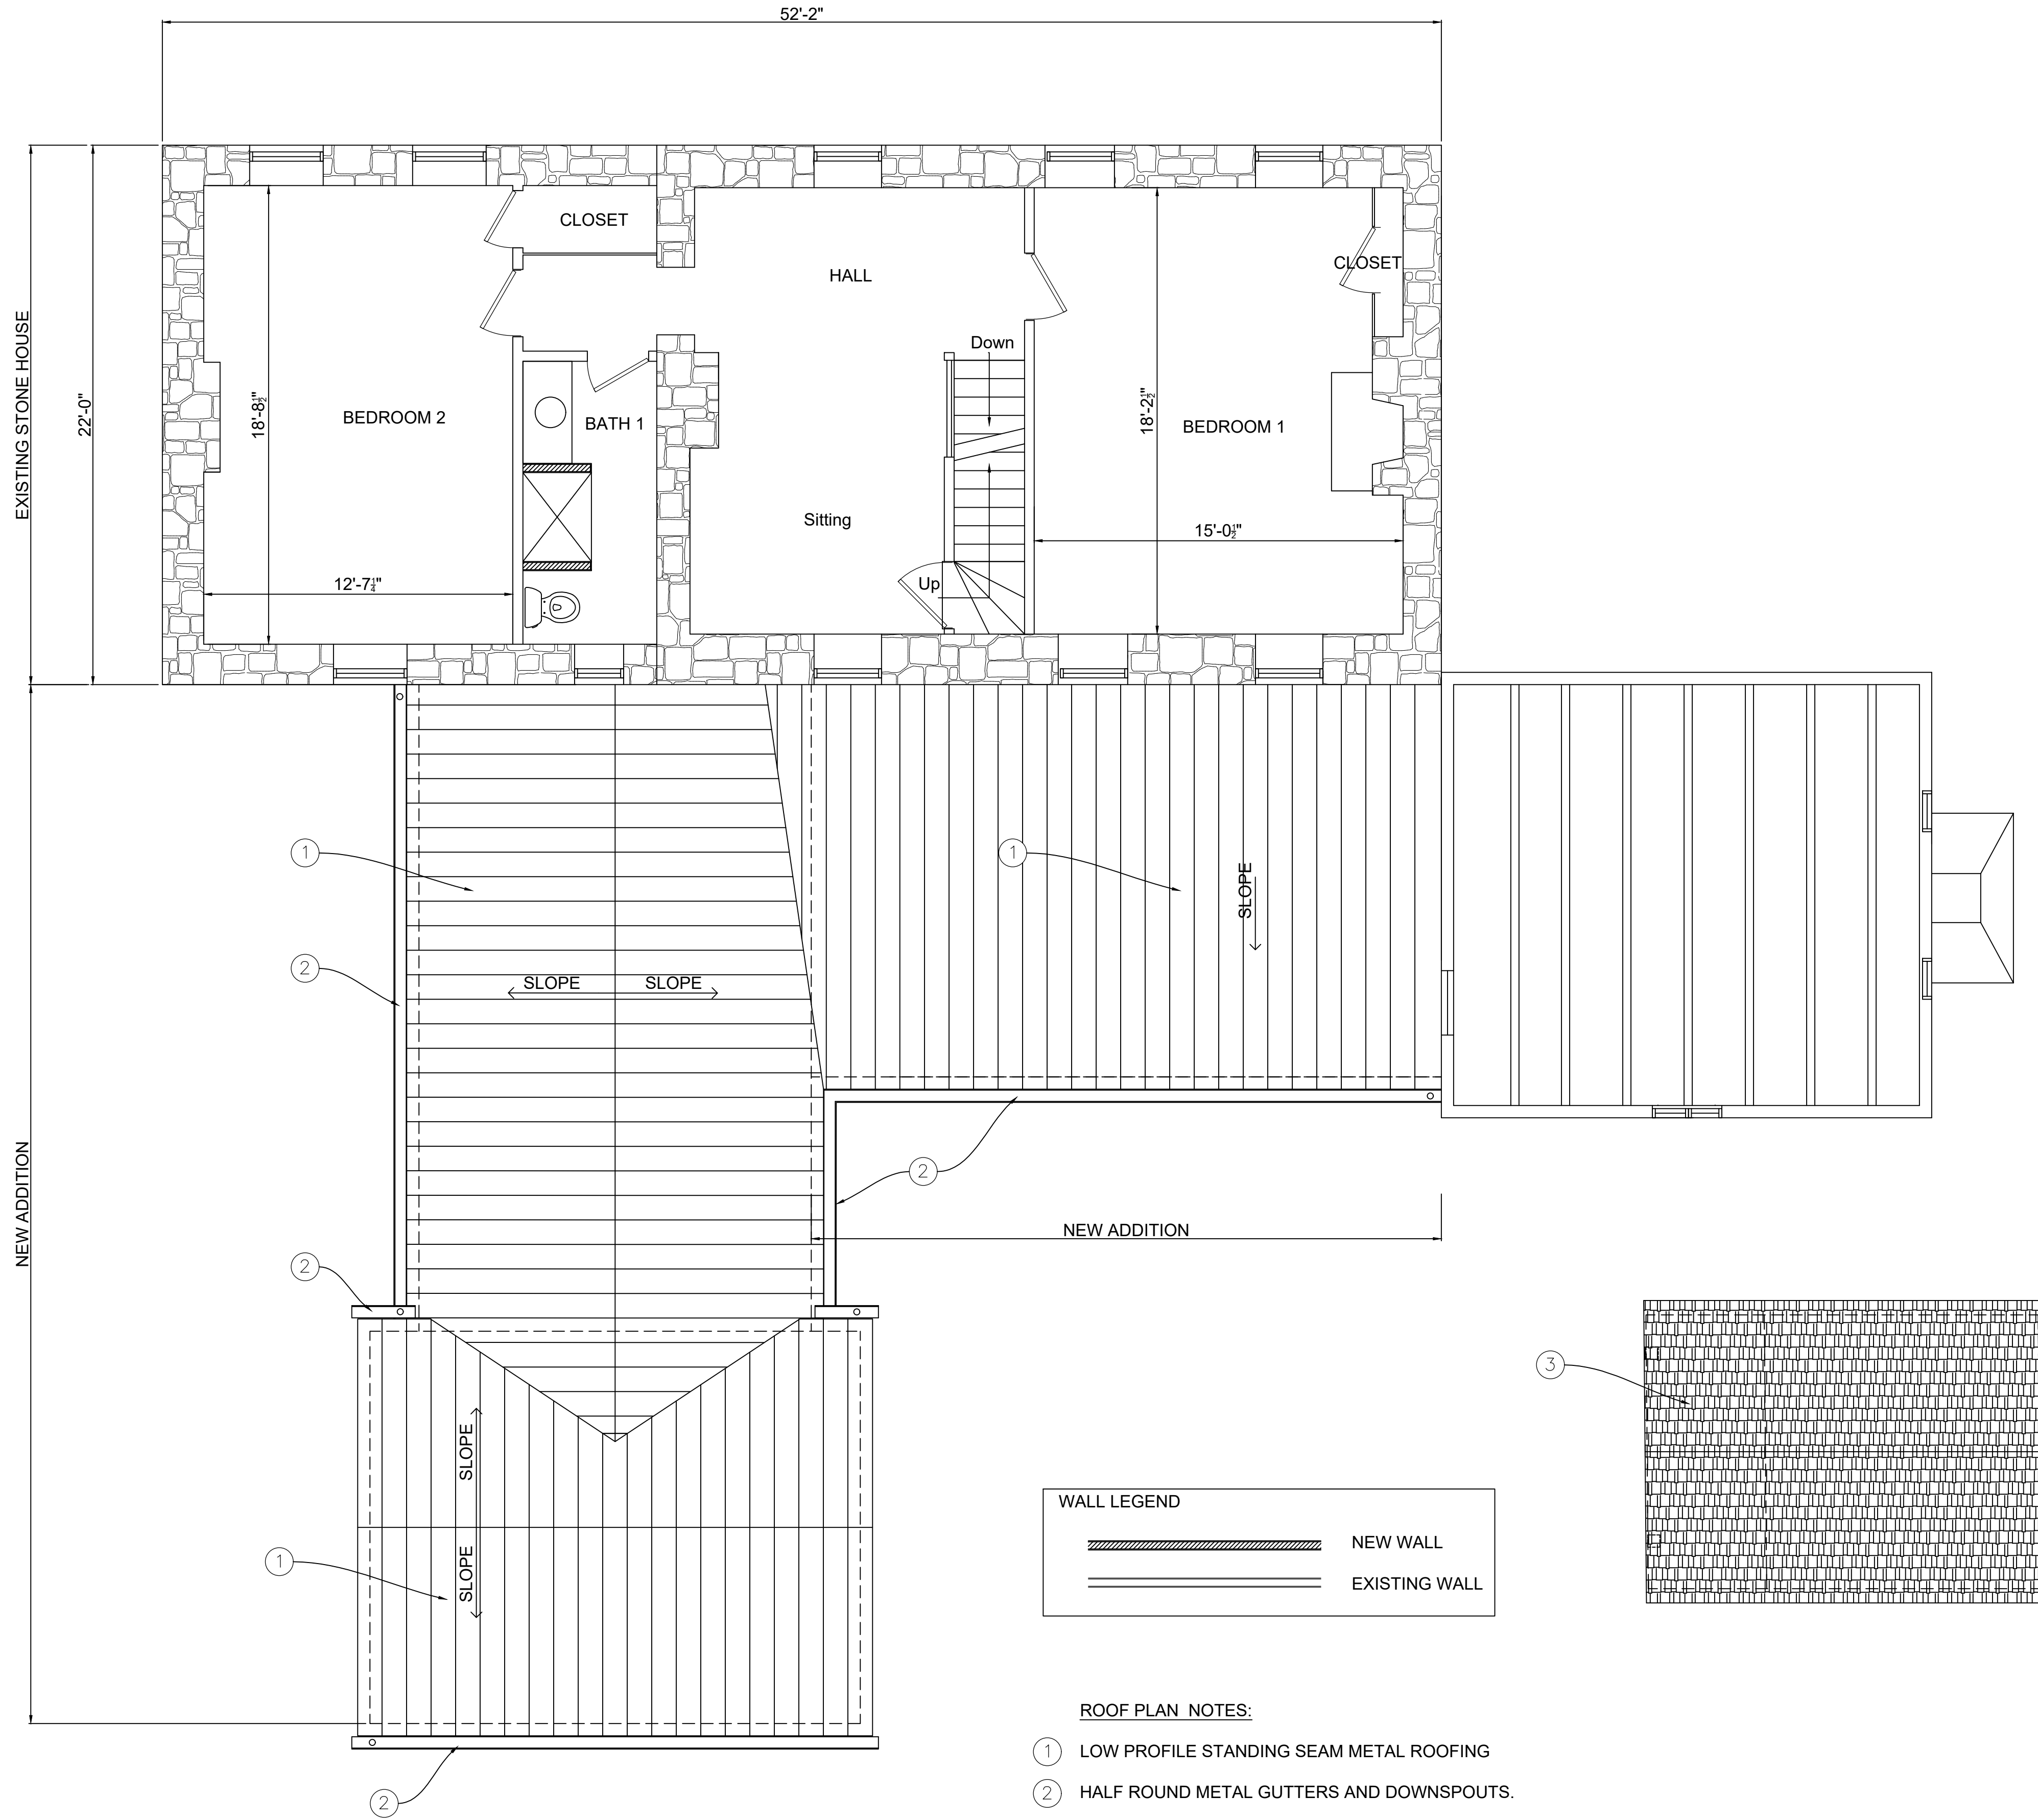 52'-2"
EXISTING STONE HOUSE
22'-0"
CLOSET
HALL
CLOSET
Down
18'-8½"
BEDROOM 2
BATH 1
18'-2½"
BEDROOM 1
Sitting
15'-0½"
12'-7¼"
Up
1
1
SLOPE
2
SLOPE SLOPE
2
NEW ADDITION
NEW ADDITION
2
3
SLOPE
SLOPE
1
WALL LEGEND
NEW WALL
EXISTING WALL
ROOF PLAN NOTES:
1 LOW PROFILE STANDING SEAM METAL ROOFING
2 HALF ROUND METAL GUTTERS AND DOWNSPOUTS.
2